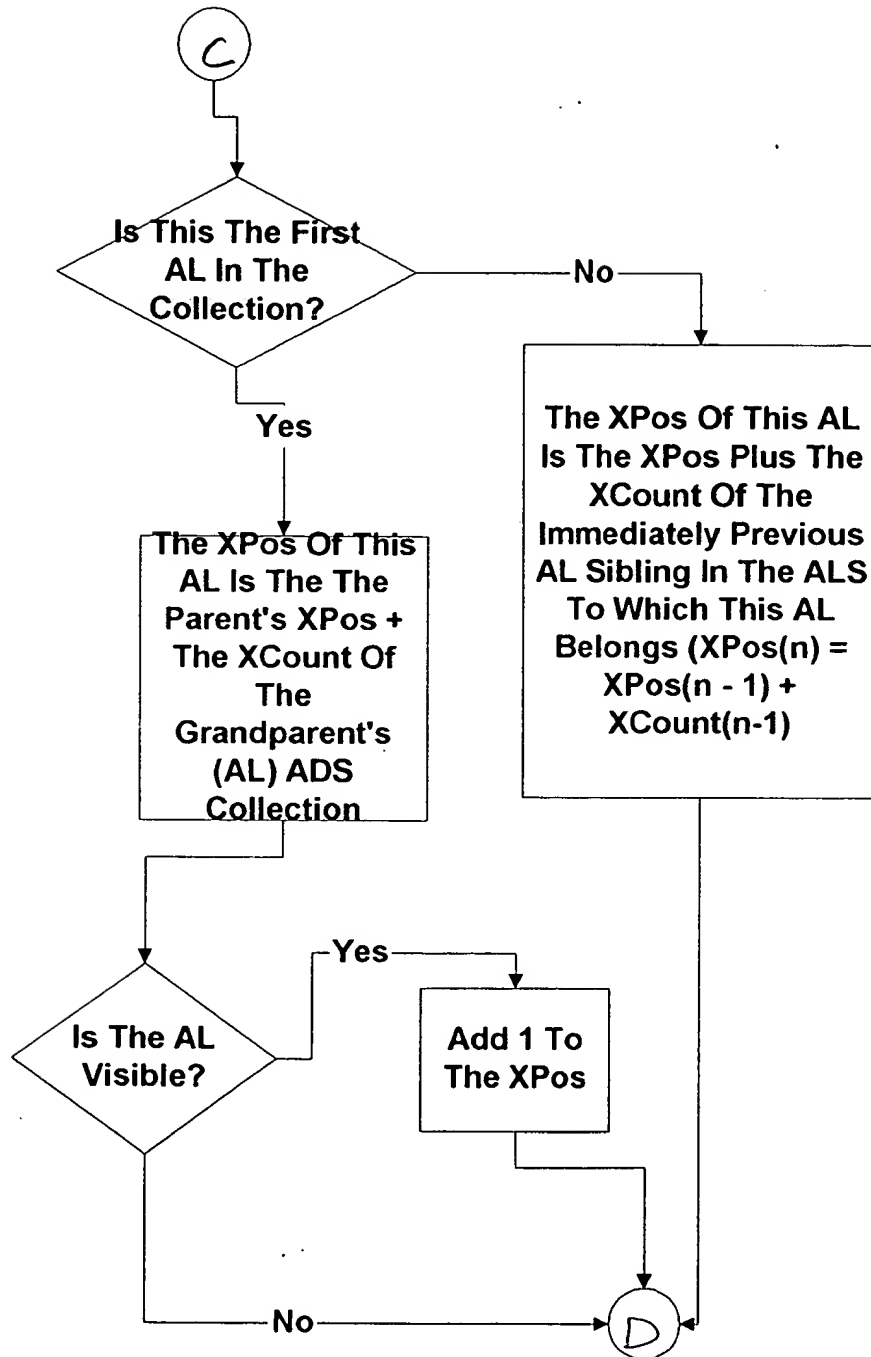 C
Is This The First
AL In The
Collection?
No
Yes
The XPos Of This AL
Is The XPos Plus The
XCount Of The
Immediately Previous
AL Sibling In The ALS
To Which This AL
Belongs (XPos(n) =
XPos(n - 1) +
XCount(n-1)
The XPos Of This
AL Is The The
Parent's XPos +
The XCount Of
The
Grandparent's
(AL) ADS
Collection
Yes
Is The AL
Visible?
Add 1 To
The XPos
No
D